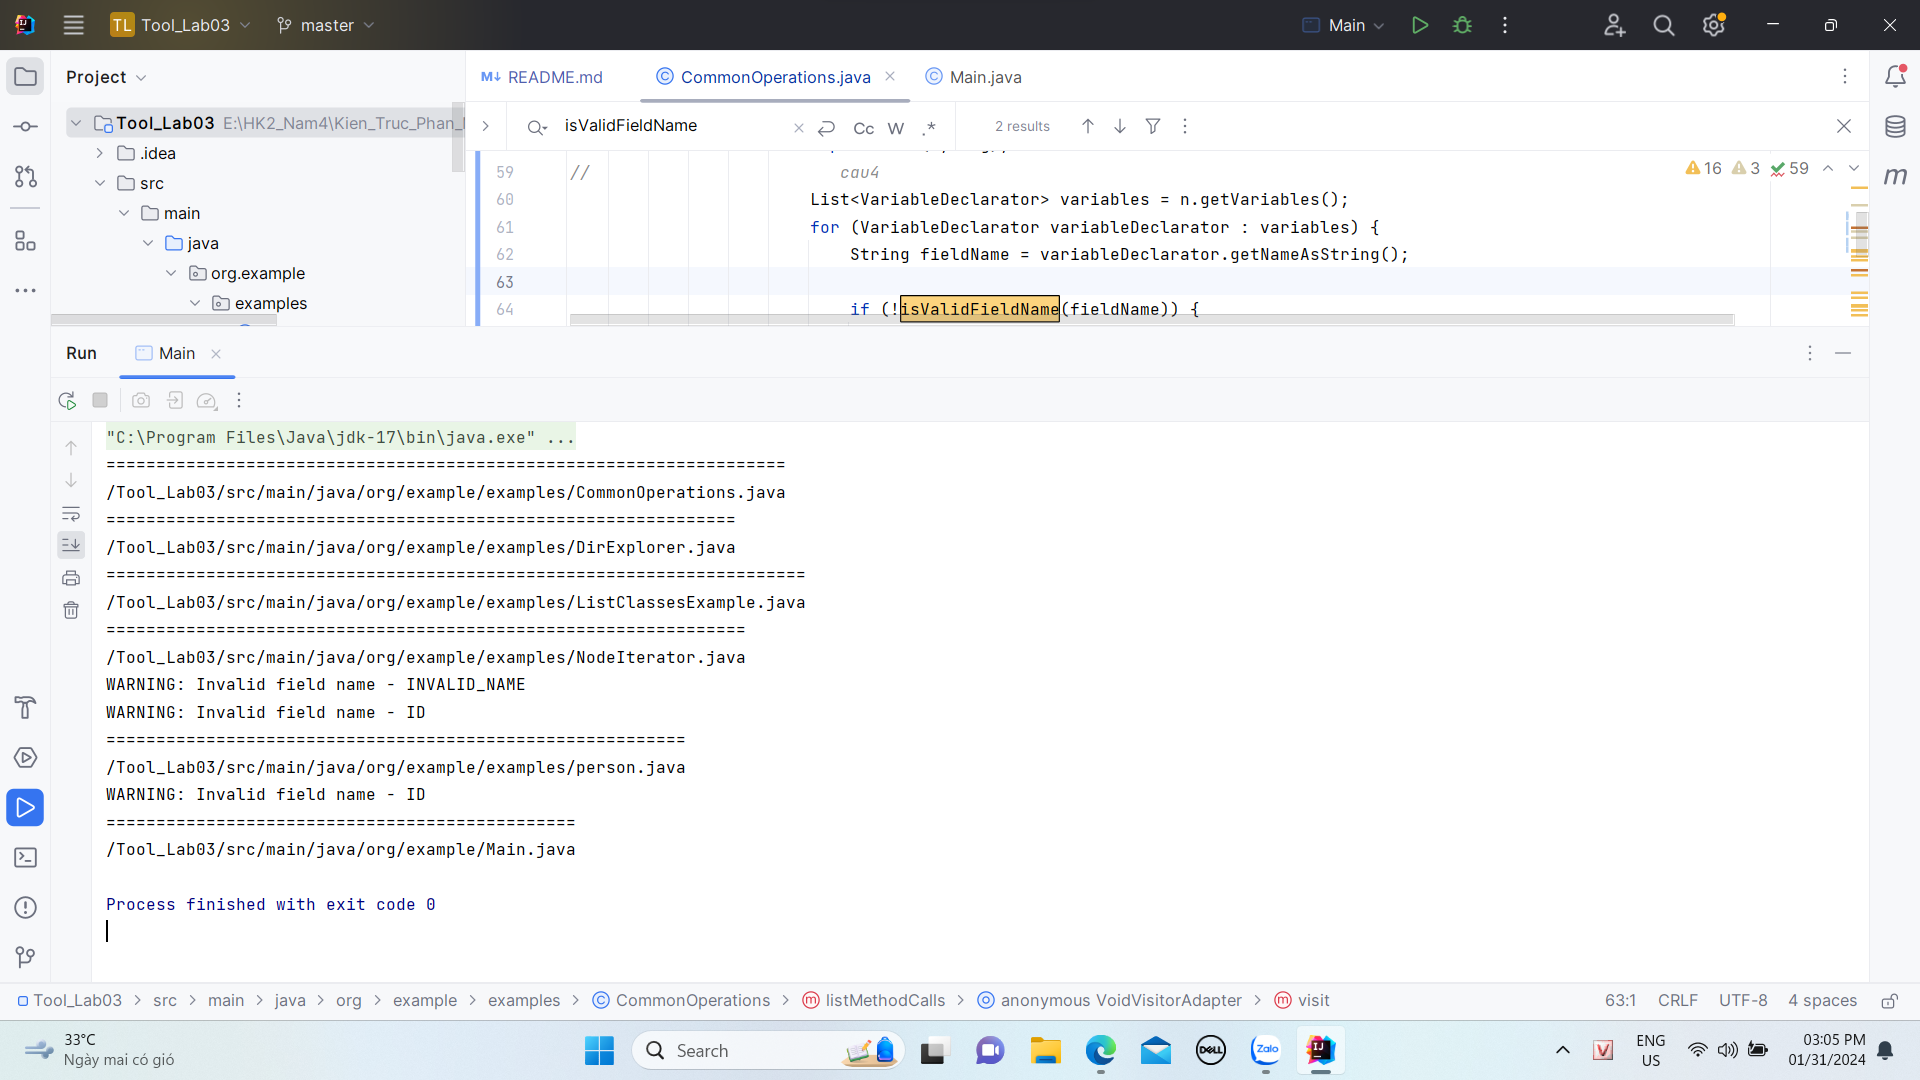 TL Tool_Lab03 master Main
Project
README.md CommonOperations.java Main.java
Tool_Lab03 E:\HK2_Nam4\Kien_Truc_Phan_
isValidFieldName Cc W .* 2 results
.idea
src
main
java
org.example
examples
16 3 59
59 // cau4
60 List<VariableDeclarator> variables = n.getVariables();
61 for (VariableDeclarator variableDeclarator : variables) {
62 String fieldName = variableDeclarator.getNameAsString();
63
64 if (!isValidFieldName(fieldName)) {
Run Main
"C:\Program Files\Java\jdk-17\bin\java.exe" ...
====================================================================
/Tool_Lab03/src/main/java/org/example/examples/CommonOperations.java
===============================================================
/Tool_Lab03/src/main/java/org/example/examples/DirExplorer.java
======================================================================
/Tool_Lab03/src/main/java/org/example/examples/ListClassesExample.java
================================================================
/Tool_Lab03/src/main/java/org/example/examples/NodeIterator.java
WARNING: Invalid field name - INVALID_NAME
WARNING: Invalid field name - ID
==========================================================
/Tool_Lab03/src/main/java/org/example/examples/person.java
WARNING: Invalid field name - ID
===============================================
/Tool_Lab03/src/main/java/org/example/Main.java
Process finished with exit code 0
Tool_Lab03 > src > main > java > org > example > examples > CommonOperations > listMethodCalls > anonymous VoidVisitorAdapter > visit 63:1 CRLF UTF-8 4 spaces
33°C
Ngày mai có gió
Search
DELL
Zalo
ENG
US
03:05 PM
01/31/2024